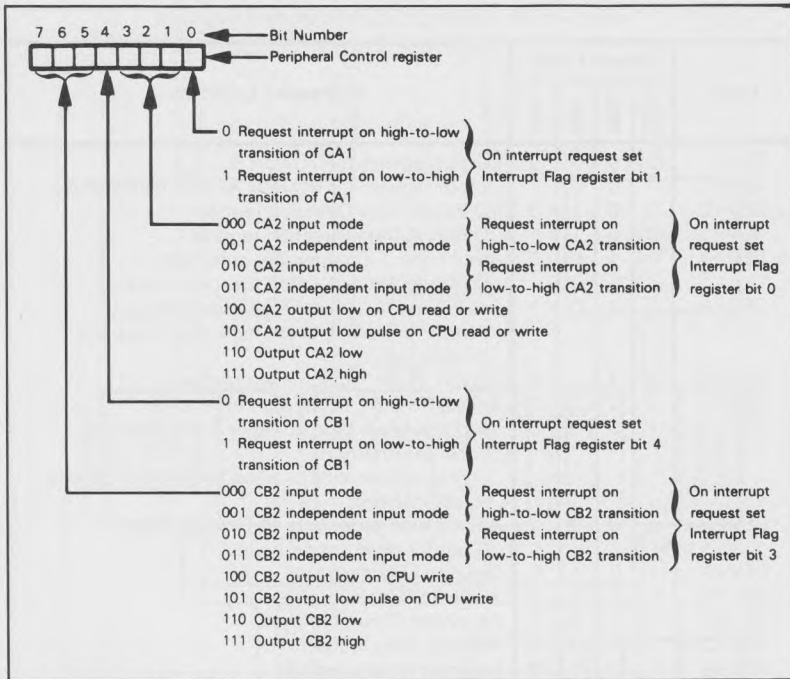 7 6 5 4 3 2 1 0 Bit Number
Peripheral Control register
0 Request interrupt on high-to-low
transition of CA1
1 Request interrupt on low-to-high
transition of CA1
On interrupt request set
Interrupt Flag register bit 1
000 CA2 input mode
001 CA2 independent input mode
010 CA2 input mode
011 CA2 independent input mode
Request interrupt on
high-to-low CA2 transition
Request interrupt on
low-to-high CA2 transition
On interrupt
request set
Interrupt Flag
register bit 0
100 CA2 output low on CPU read or write
101 CA2 output low pulse on CPU read or write
110 Output CA2 low
111 Output CA2 high
0 Request interrupt on high-to-low
transition of CB1
1 Request interrupt on low-to-high
transition of CB1
On interrupt request set
Interrupt Flag register bit 4
000 CB2 input mode
001 CB2 independent input mode
010 CB2 input mode
011 CB2 independent input mode
Request interrupt on
high-to-low CB2 transition
Request interrupt on
low-to-high CB2 transition
On interrupt
request set
Interrupt Flag
register bit 3
100 CB2 output low on CPU write
101 CB2 output low pulse on CPU write
110 Output CB2 low
111 Output CB2 high